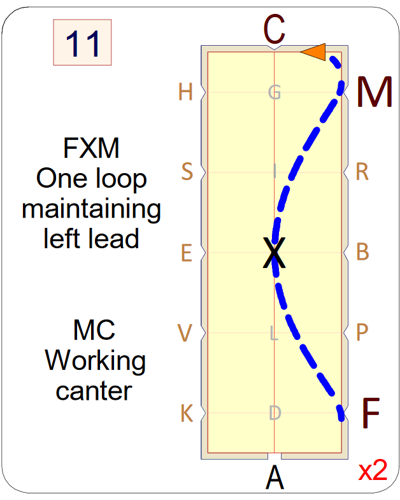 11
C
H G M
FXM
One loop
maintaining
left lead
S I R
E X B
MC
Working
canter
V L P
K D F
A
x2